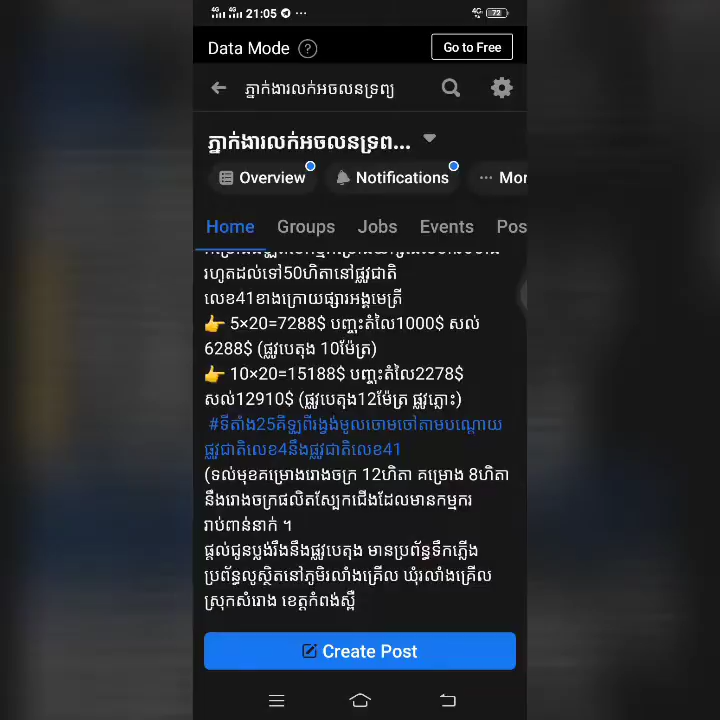 4G 4G 21:05 4G 72
Data Mode ? Go to Free
ភ្នាក់ងារលក់អចលនទ្រព្យ
ភ្នាក់ងារលក់អចលនទ្រព...
Overview Notifications Mor
Home Groups Jobs Events Pos
រហូតដល់ទៅ50ហិតានៅផ្លូវជាតិ
លេខ41ខាងក្រោយផ្សារអង្គមេត្រី
👉 5×20=7288$ បញ្ចុះតំលៃ1000$ សល់
6288$ (ផ្លូវបេតុង 10ម៉ែត្រ)
👉 10×20=15188$ បញ្ចុះតំលៃ2278$
សល់12910$ (ផ្លូវបេតុង12ម៉ែត្រ ផ្លូវភ្លោះ)
#ទីតាំង25គីឡូពីរង្វង់មូលចោមចៅតាមបណ្តោយ
ផ្លូវជាតិលេខ4នឹងផ្លូវជាតិលេខ41
(ទល់មុខគម្រោងរោងចក្រ 12ហិតា គម្រោង 8ហិតា
នឹងរោងចក្រផលិតស្បែកជើងដែលមានកម្មករ
រាប់ពាន់នាក់ ។
ផ្តល់ជូនប្លង់រឹងនឹងផ្លូវបេតុង មានប្រព័ន្ធទឹកភ្លើង
ប្រព័ន្ធលូស្ថិតនៅភូមិរលាំងគ្រើល ឃុំរលាំងគ្រើល
ស្រុកសំរោង ខេត្តកំពង់ស្ពឺ
Create Post